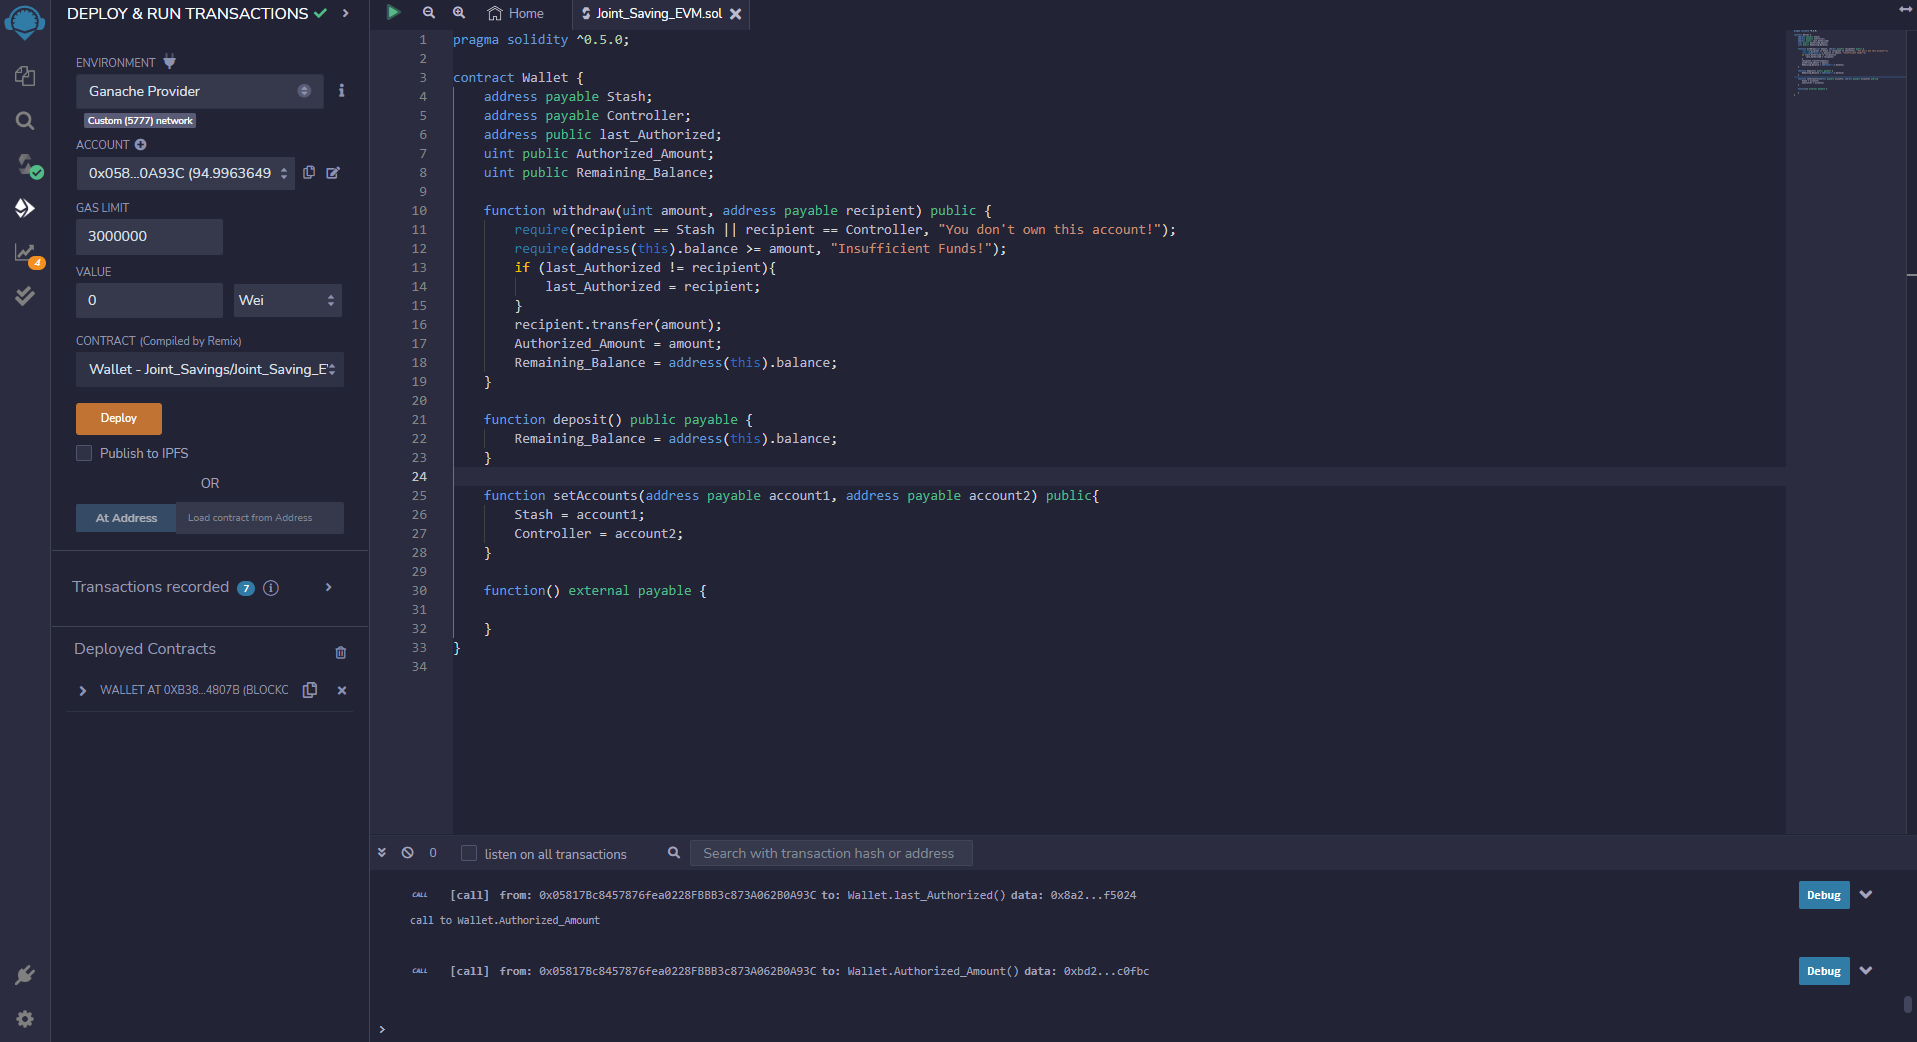 DEPLOY & RUN TRANSACTIONS
ENVIRONMENT
Ganache Provider
Custom (5777) network
ACCOUNT
0x058...0A93C (94.9963649
GAS LIMIT
3000000
VALUE
0
Wei
CONTRACT (Compiled by Remix)
Wallet - Joint_Savings/Joint_Saving_E
Deploy
Publish to IPFS
OR
At Address
Load contract from Address
Transactions recorded 7
Deployed Contracts
WALLET AT 0XB38...4807B (BLOCKC
4
Home
Joint_Saving_EVM.sol
1 pragma solidity ^0.5.0;
2
3 contract Wallet {
4 address payable Stash;
5 address payable Controller;
6 address public last_Authorized;
7 uint public Authorized_Amount;
8 uint public Remaining_Balance;
9
10 function withdraw(uint amount, address payable recipient) public {
11 require(recipient == Stash || recipient == Controller, "You don't own this account!");
12 require(address(this).balance >= amount, "Insufficient Funds!");
13 if (last_Authorized != recipient){
14 last_Authorized = recipient;
15 }
16 recipient.transfer(amount);
17 Authorized_Amount = amount;
18 Remaining_Balance = address(this).balance;
19 }
20
21 function deposit() public payable {
22 Remaining_Balance = address(this).balance;
23 }
24
25 function setAccounts(address payable account1, address payable account2) public{
26 Stash = account1;
27 Controller = account2;
28 }
29
30 function() external payable {
31
32 }
33 }
34
0
listen on all transactions
Search with transaction hash or address
CALL [call] from: 0x05817Bc8457876fea0228FBBB3c873A062B0A93C to: Wallet.last_Authorized() data: 0x8a2...f5024
Debug
call to Wallet.Authorized_Amount
CALL [call] from: 0x05817Bc8457876fea0228FBBB3c873A062B0A93C to: Wallet.Authorized_Amount() data: 0xbd2...c0fbc
Debug
>